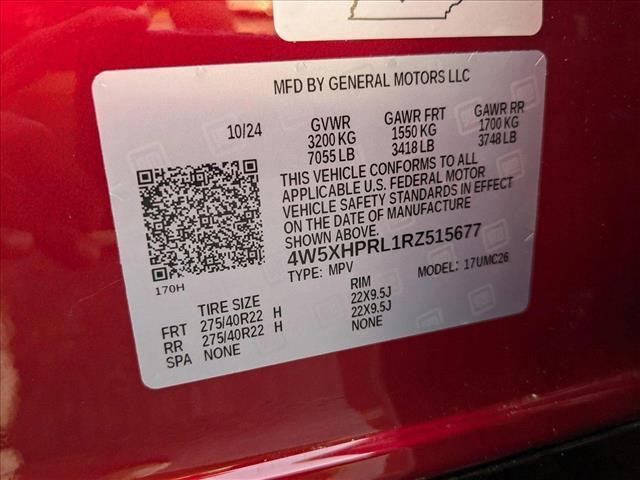 MFD BY GENERAL MOTORS LLC
10/24 GVWR GAWR FRT GAWR RR
3200 KG 1550 KG 1700 KG
7055 LB 3418 LB 3748 LB
THIS VEHICLE CONFORMS TO ALL
APPLICABLE U.S. FEDERAL MOTOR
VEHICLE SAFETY STANDARDS IN EFFECT
ON THE DATE OF MANUFACTURE
SHOWN ABOVE.
4W5XHPRL1RZ515677
170H TYPE: MPV MODEL: 17UMC26
TIRE SIZE RIM
FRT 275/40R22 H 22X9.5J
RR 275/40R22 H 22X9.5J
SPA NONE NONE